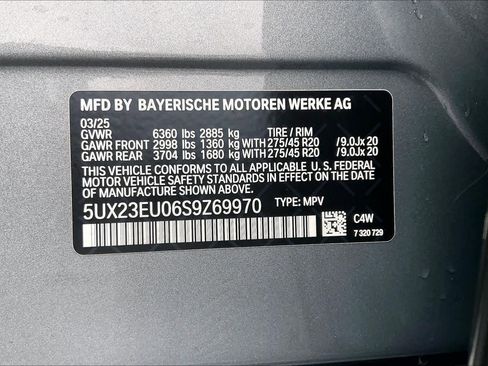 MFD BY BAYERISCHE MOTOREN WERKE AG
03/25
GVWR 6360 lbs 2885 kg TIRE / RIM
GAWR FRONT 2998 lbs 1360 kg WITH 275/45 R20 /9.0Jx 20
GAWR REAR 3704 lbs 1680 kg WITH 275/45 R20 /9.0Jx 20
THIS VEHICLE CONFORMS TO ALL APPLICABLE U. S. FEDERAL
MOTOR VEHICLE SAFETY STANDARDS IN EFFECT ON THE DATE
OF MANUFACTURE SHOWN ABOVE.
5UX23EU06S9Z69970 TYPE: MPV
C4W
7 320 729